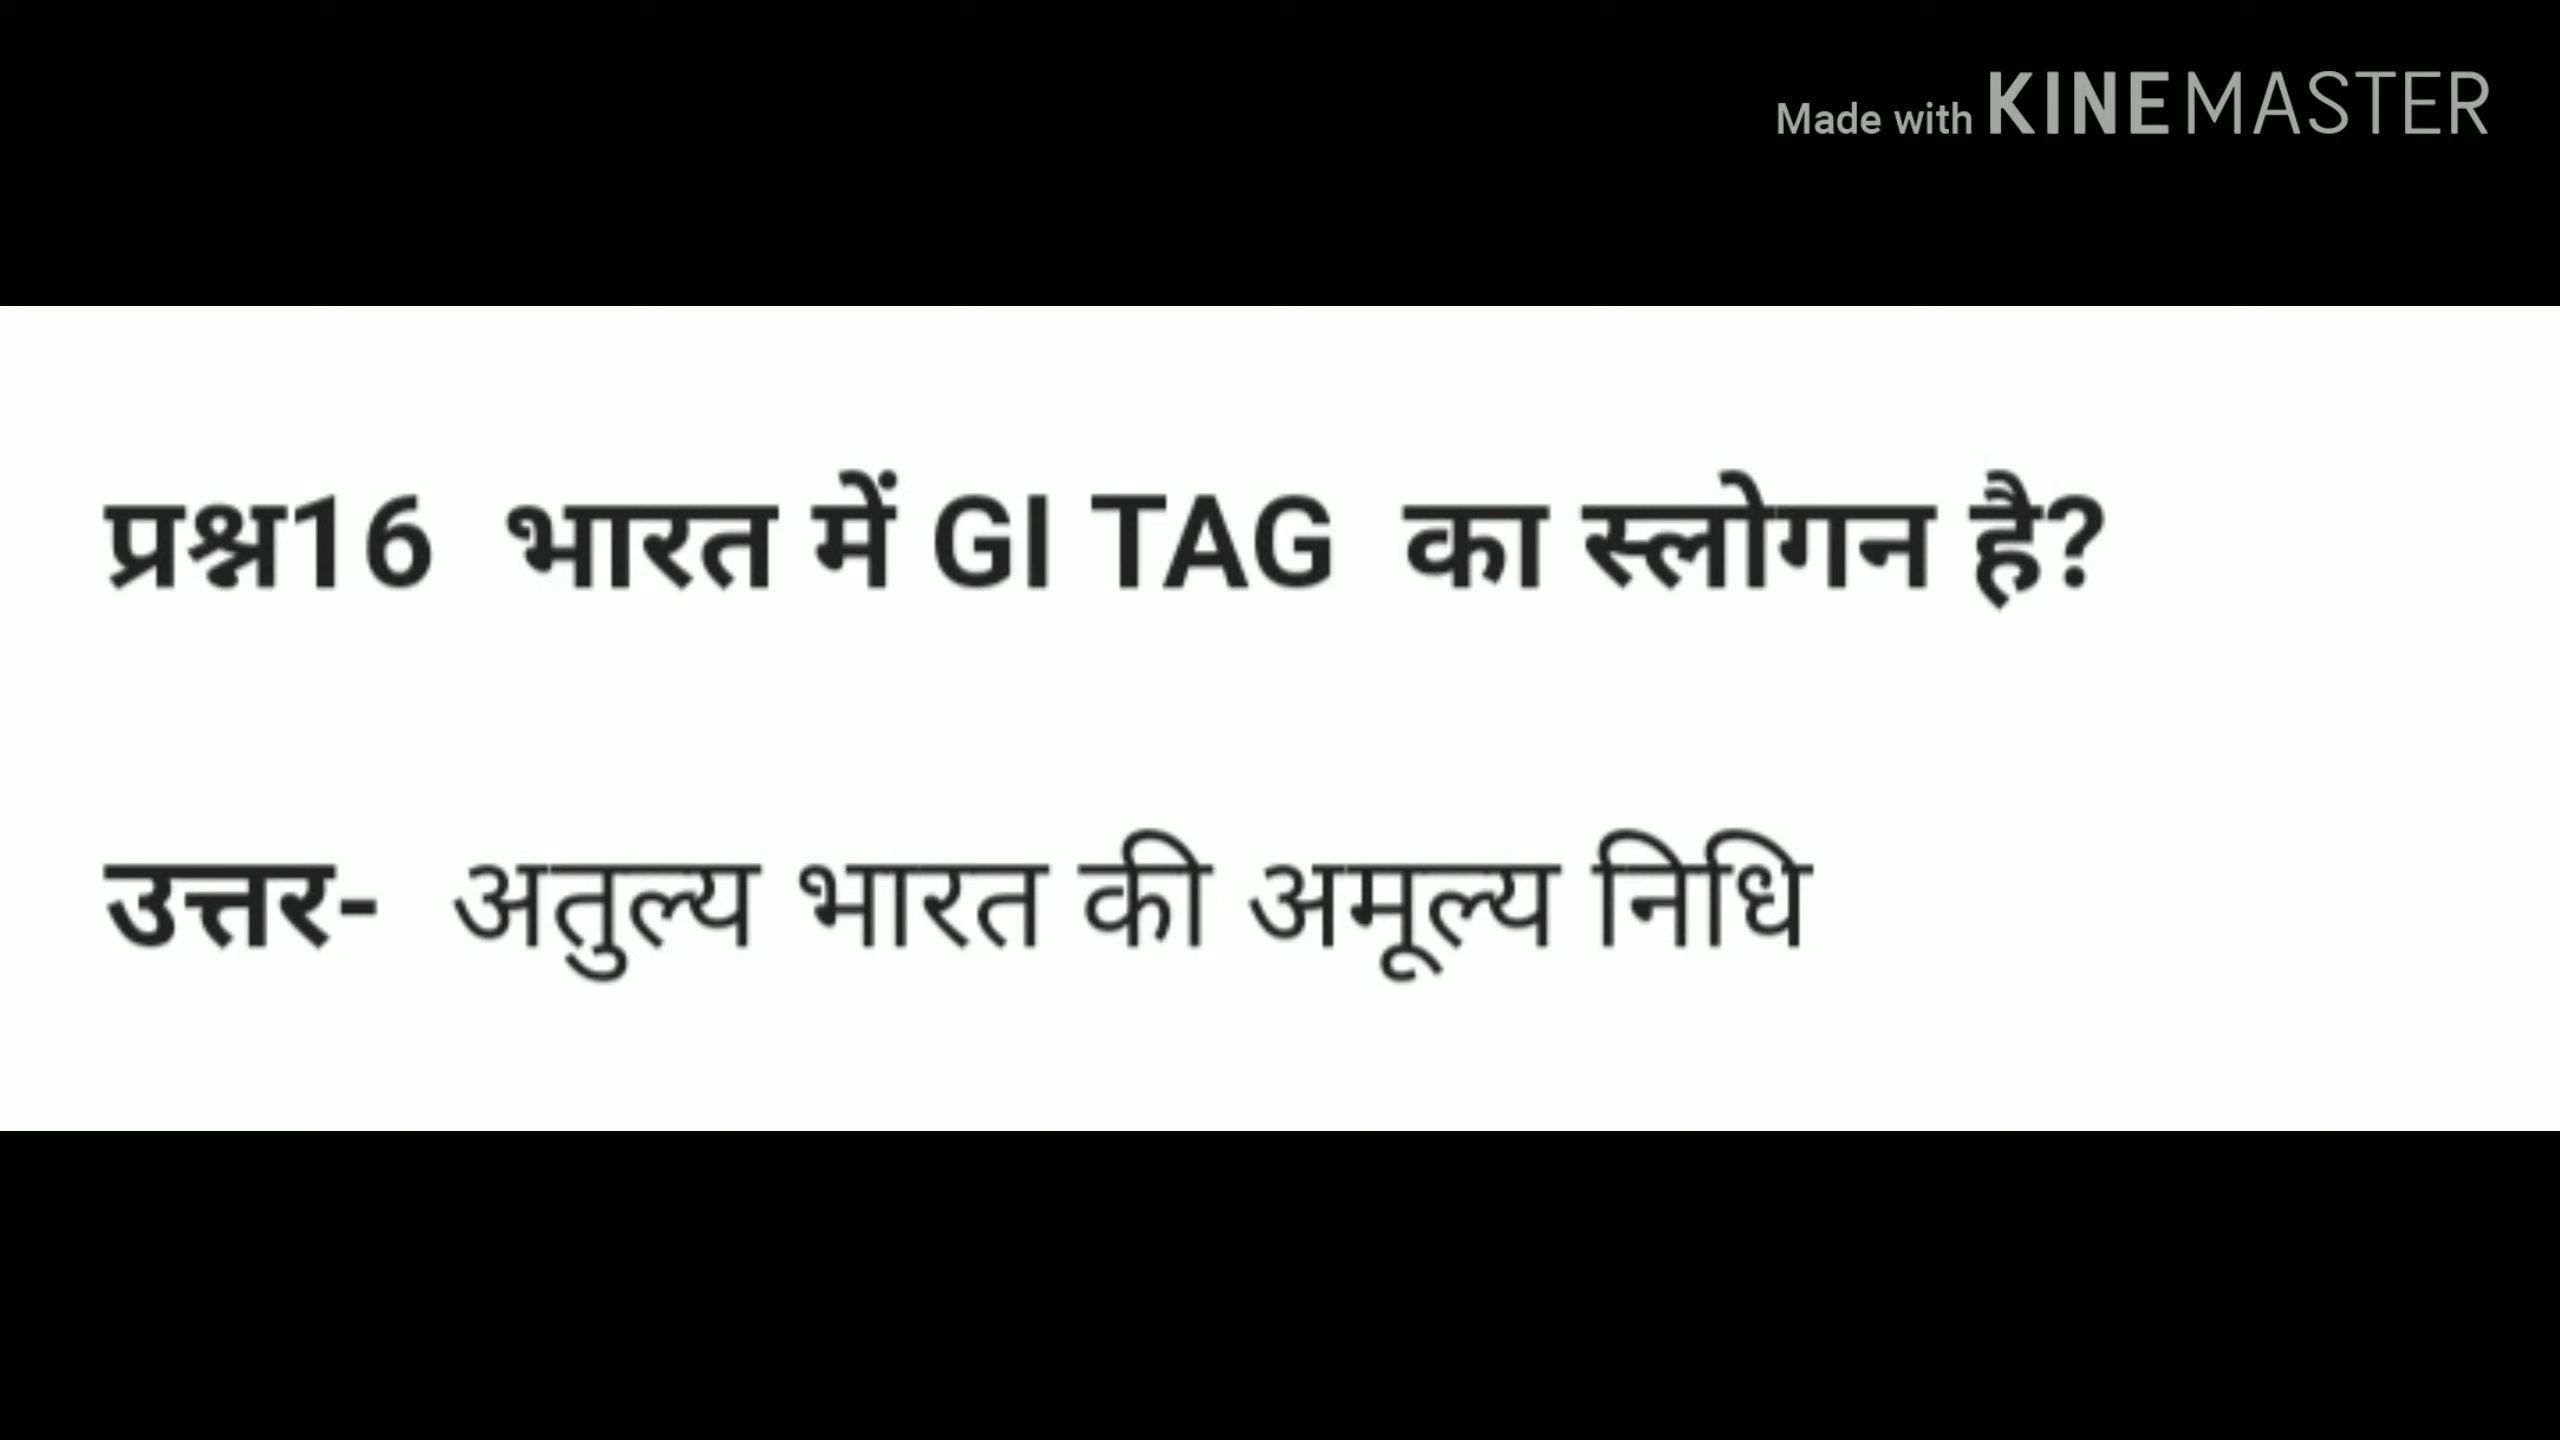 Made with KINEMASTER
प्रश्न16 भारत में GI TAG का स्लोगन है?
उत्तर- अतुल्य भारत की अमूल्य निधि